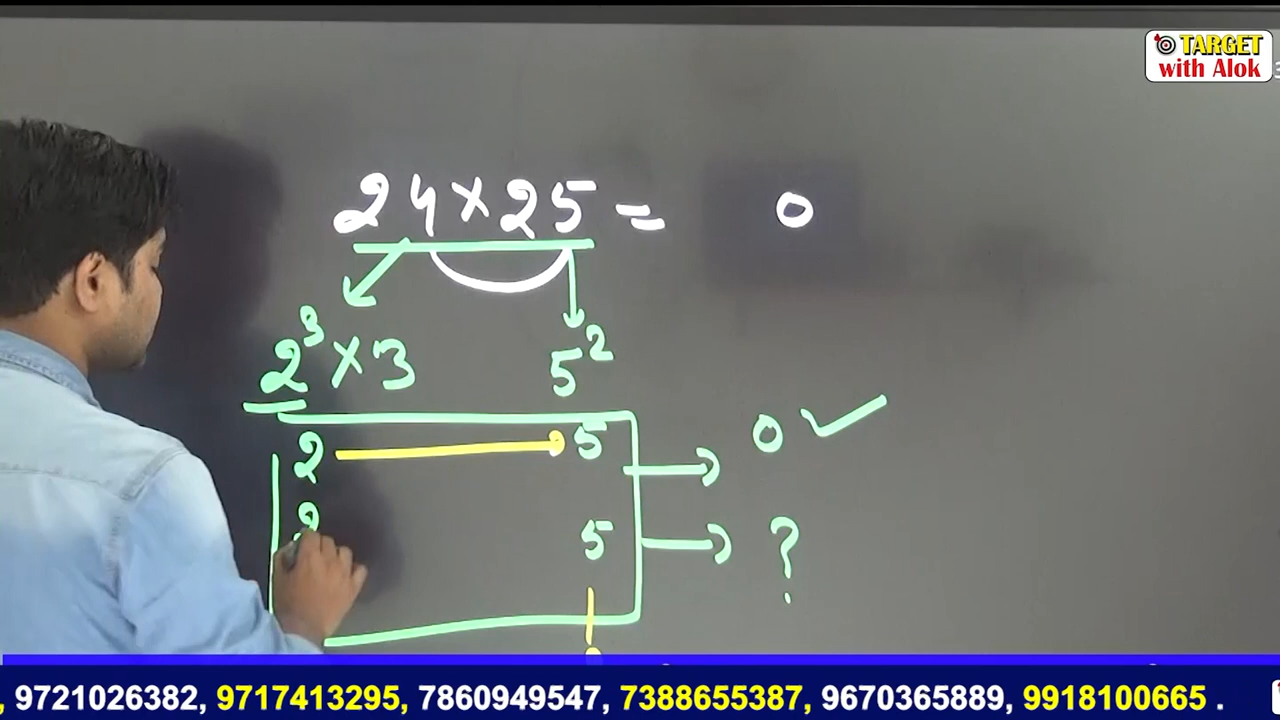 TARGET
with Alok
24×25= 0
2³×3 5²
2 5 0
2 5 ?
, 9721026382, 9717413295, 7860949547, 7388655387, 9670365889, 9918100665 .